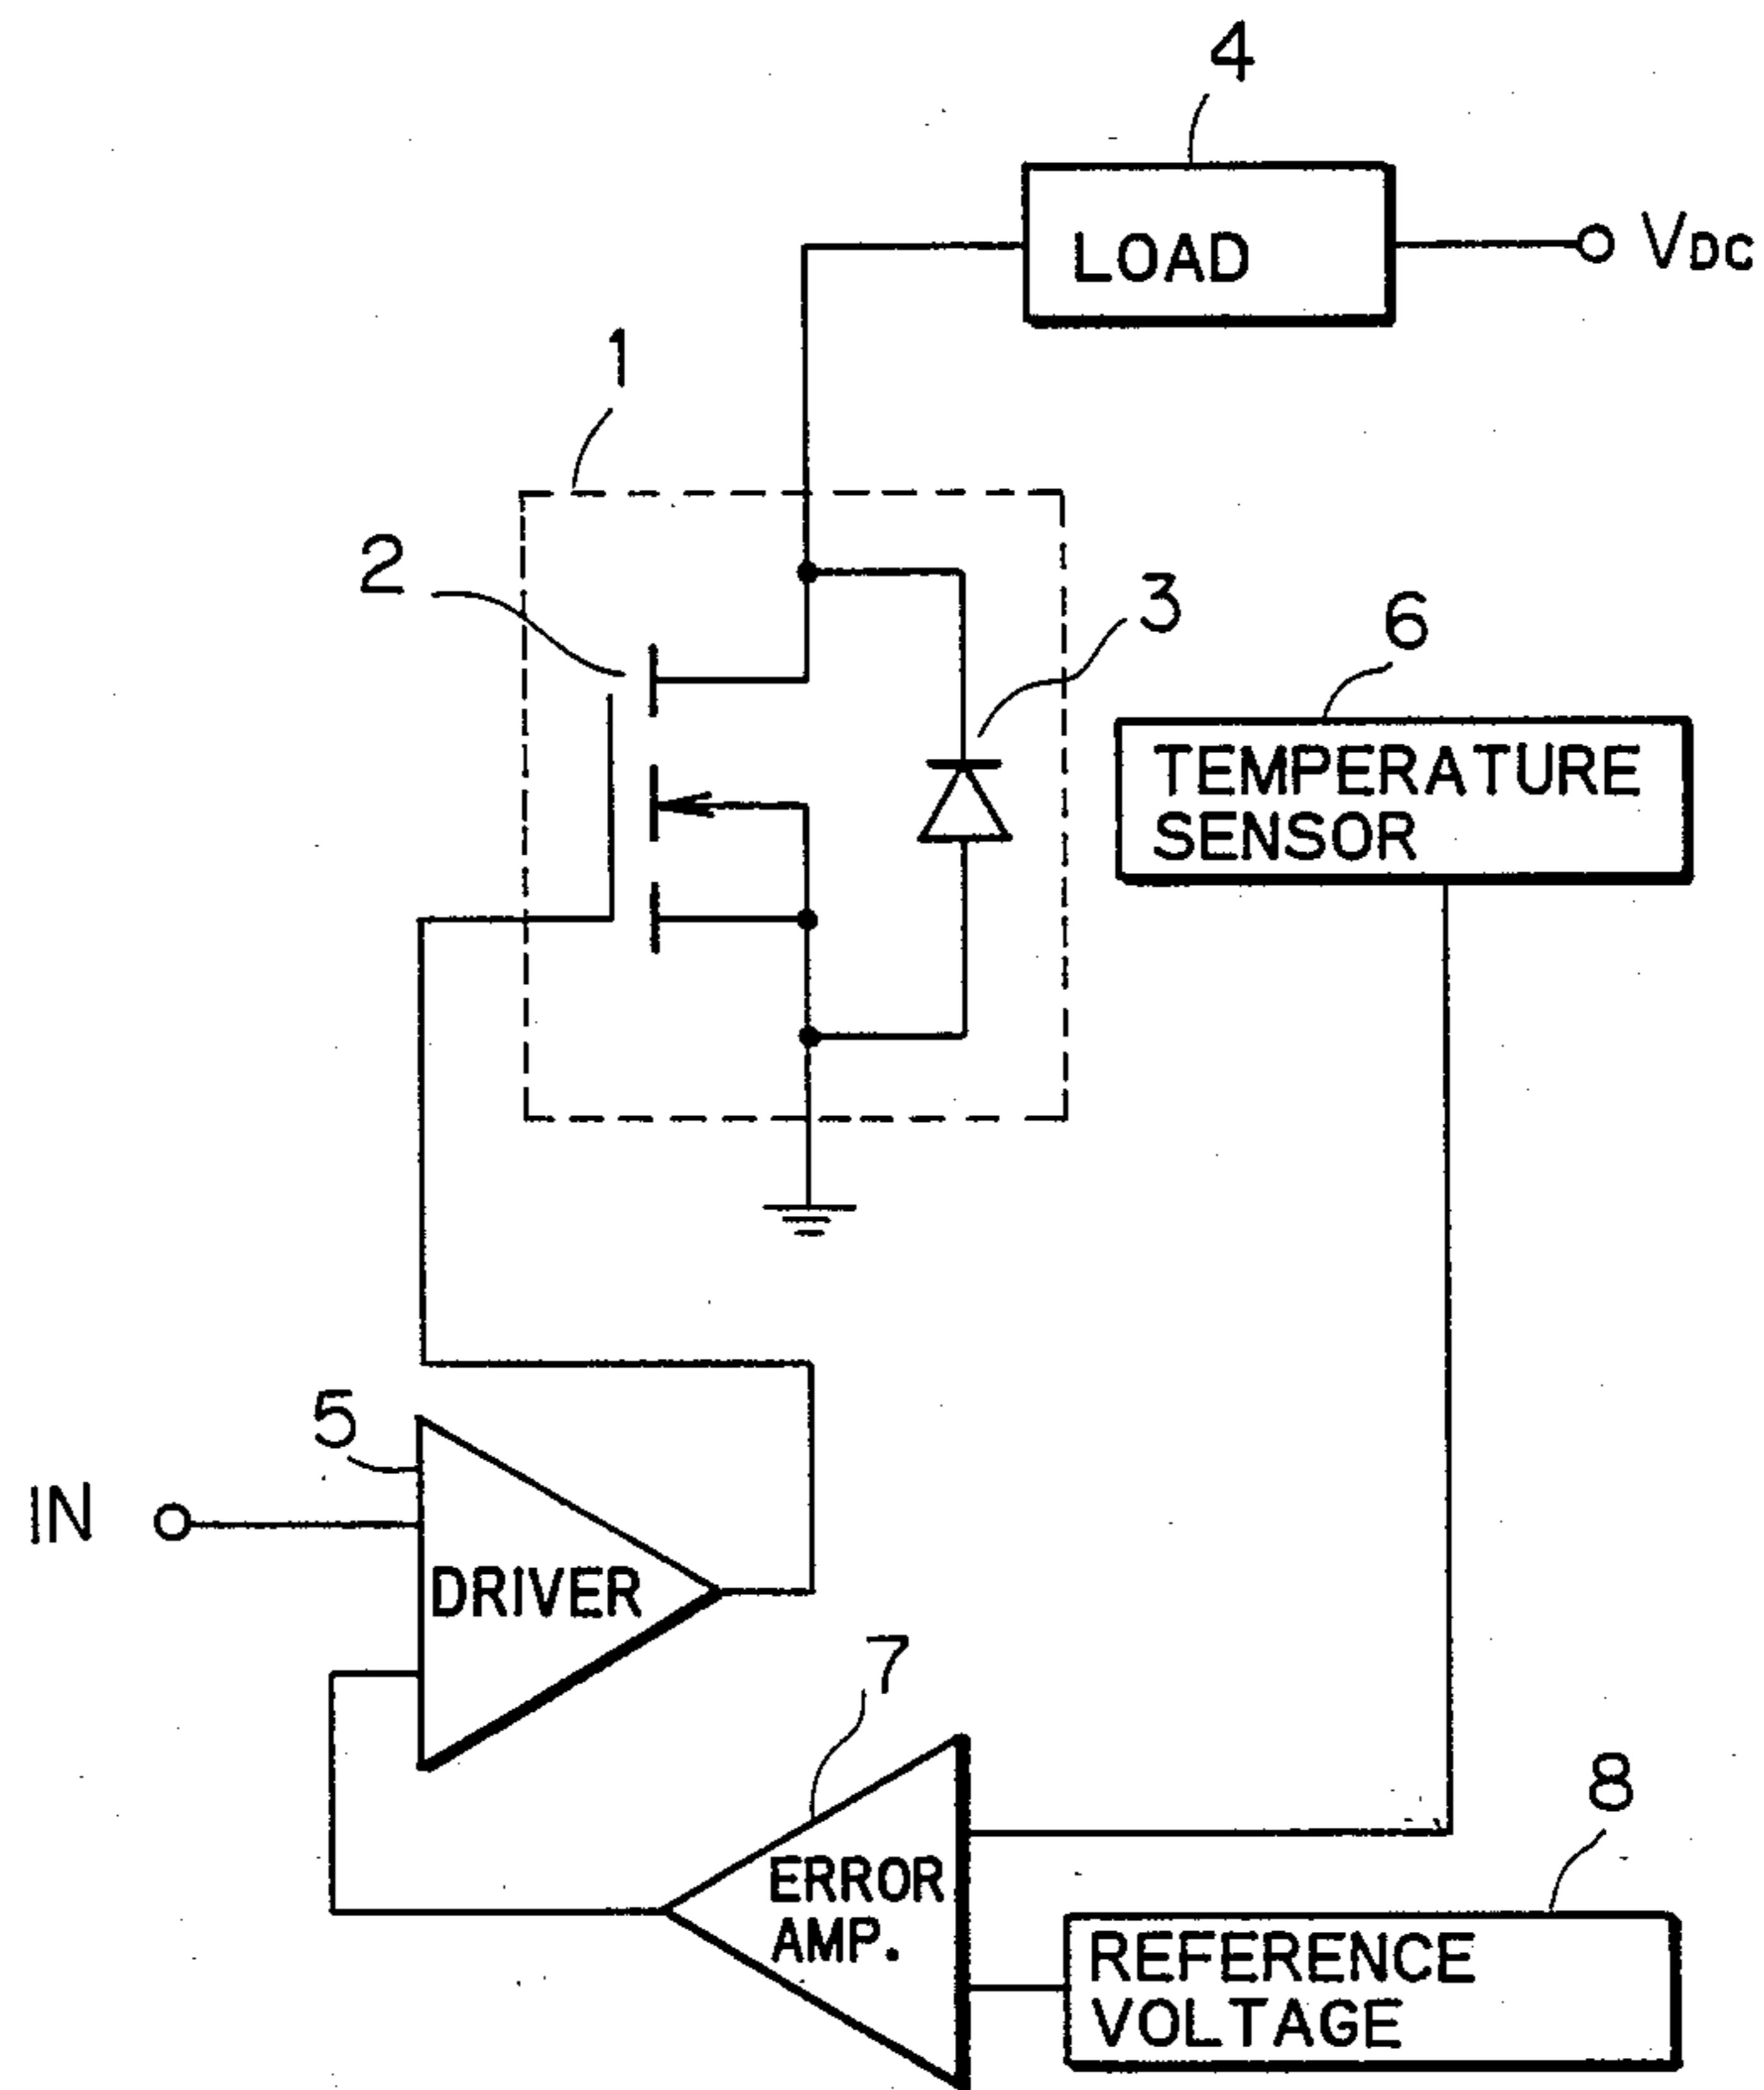 4
LOAD
VDC
1
2
3
6
TEMPERATURE
SENSOR
5
IN
DRIVER
7
ERROR
AMP.
8
REFERENCE
VOLTAGE